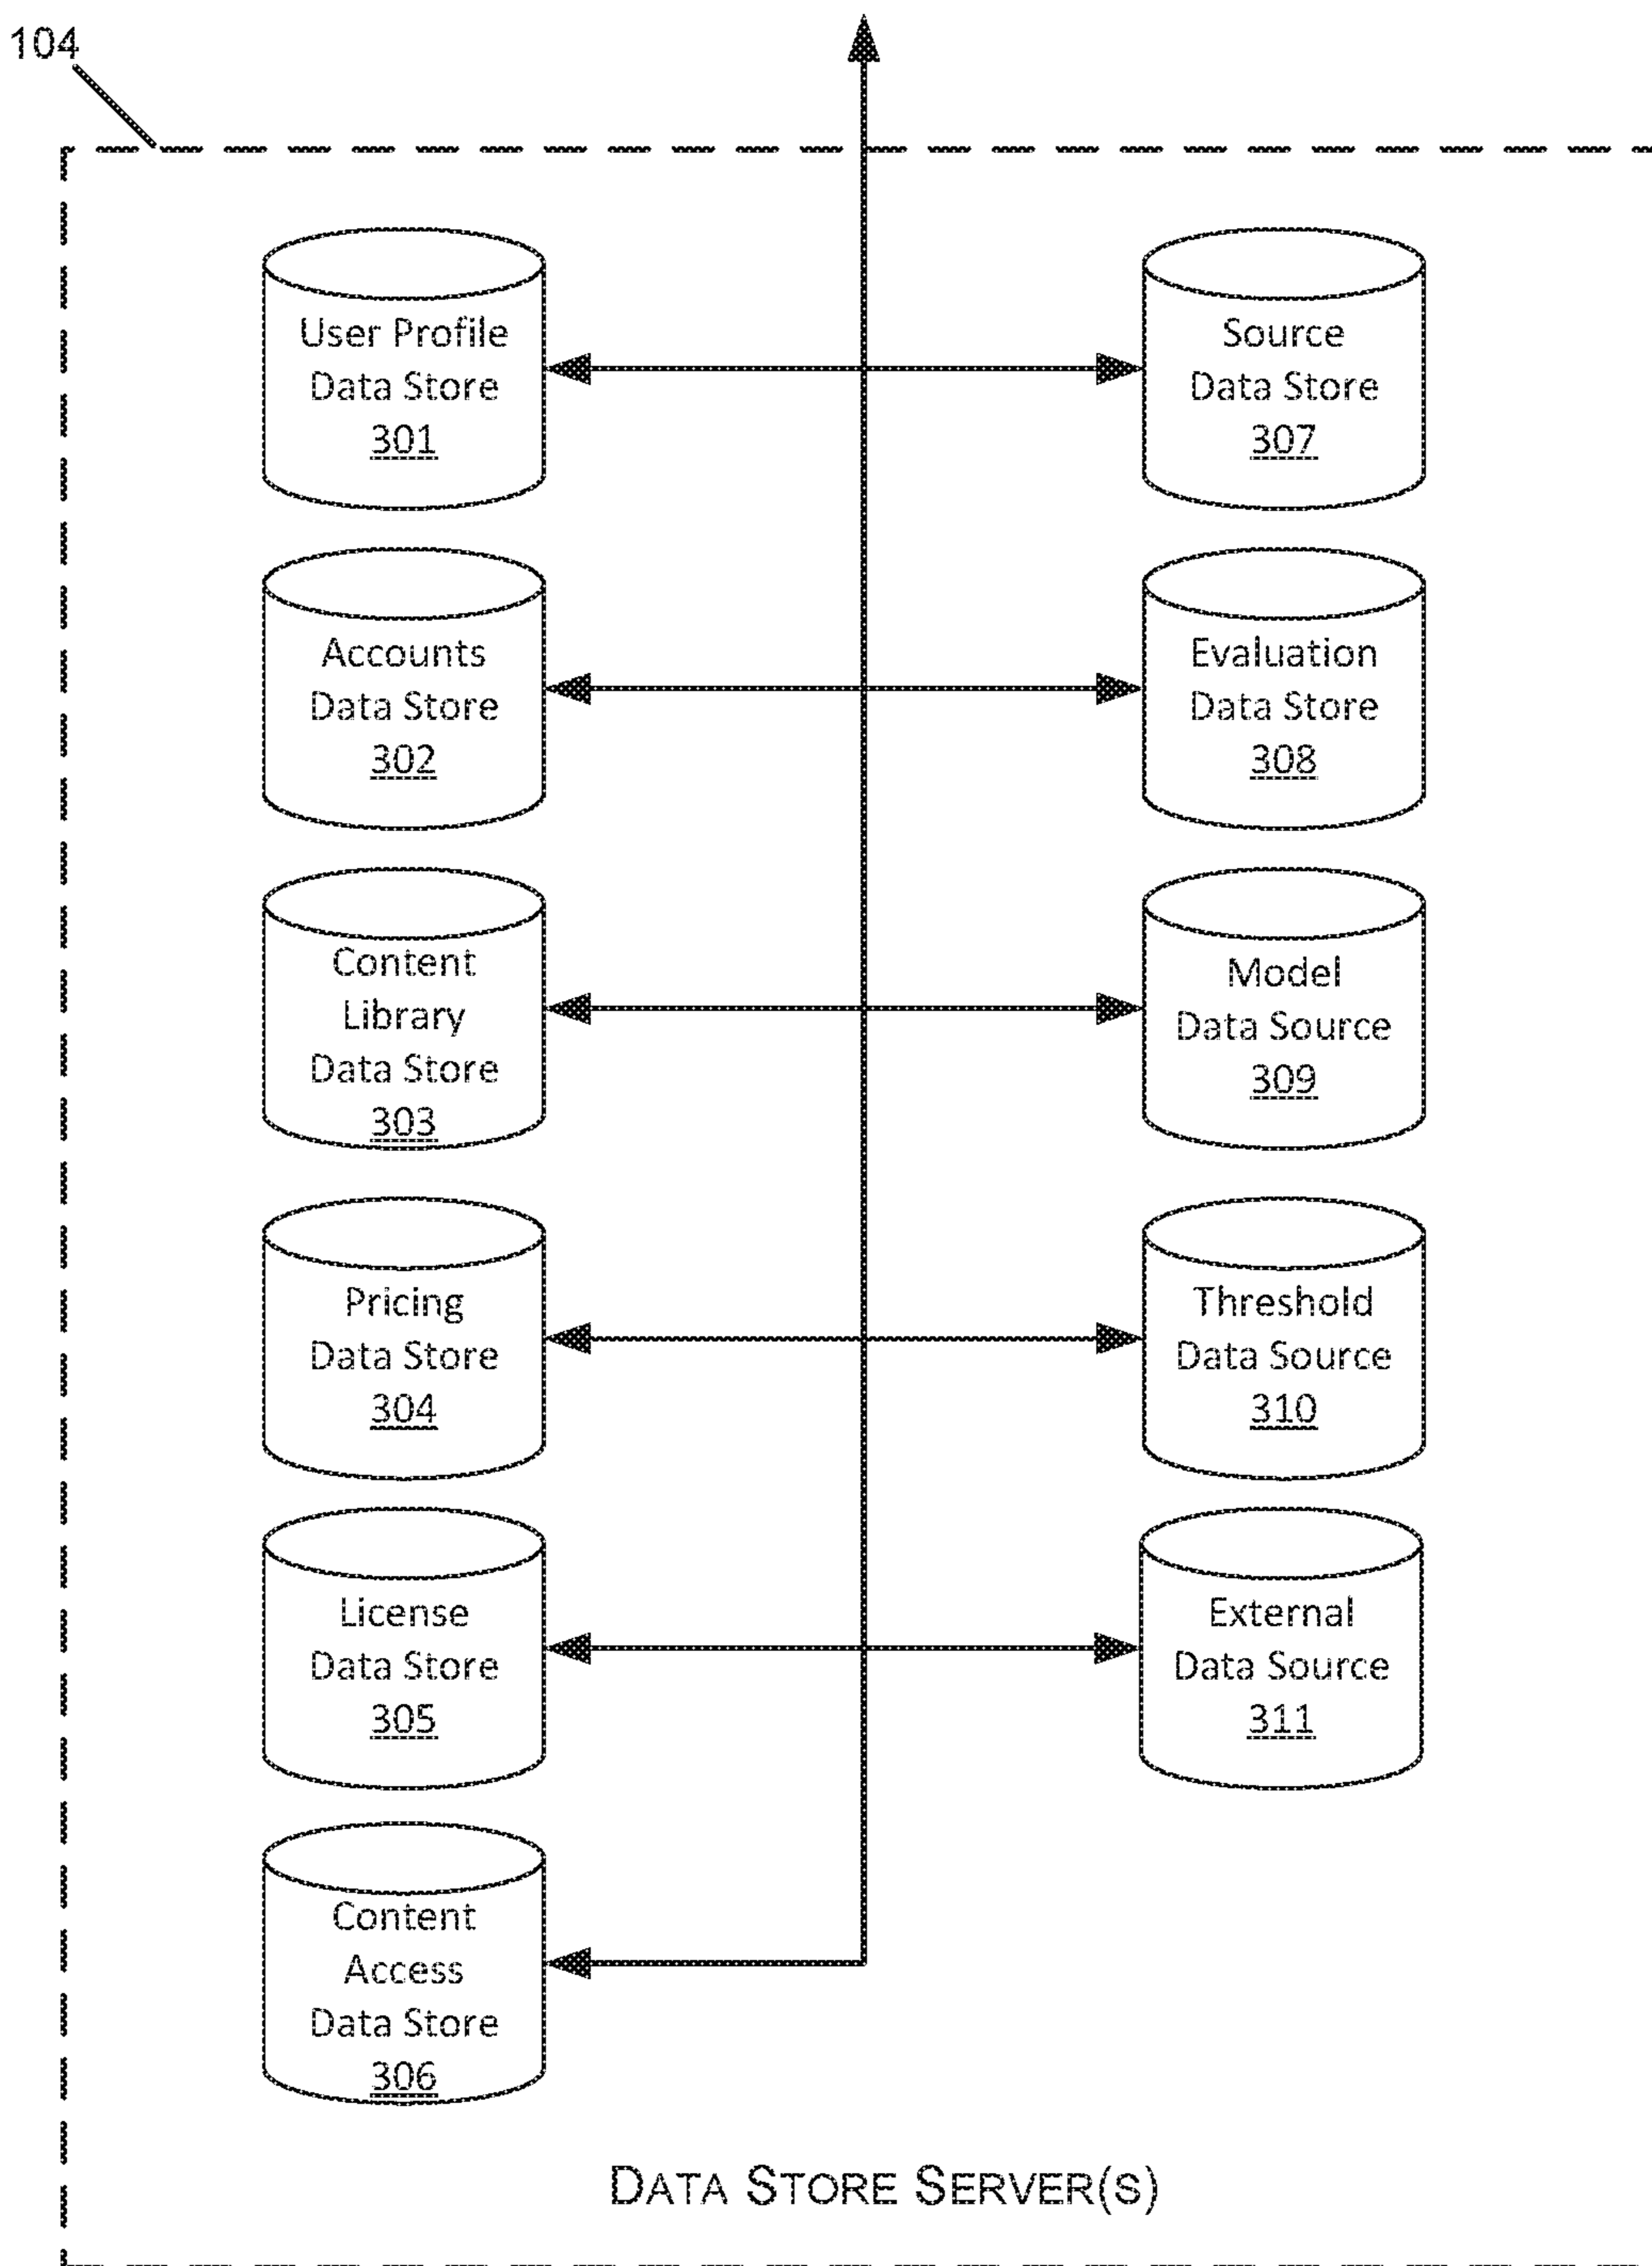 104
User Profile
Data Store
301
Source
Data Store
307
Accounts
Data Store
302
Evaluation
Data Store
308
Content
Library
Data Store
303
Model
Data Source
309
Pricing
Data Store
304
Threshold
Data Source
310
License
Data Store
305
External
Data Source
311
Content
Access
Data Store
306
DATA STORE SERVER(S)